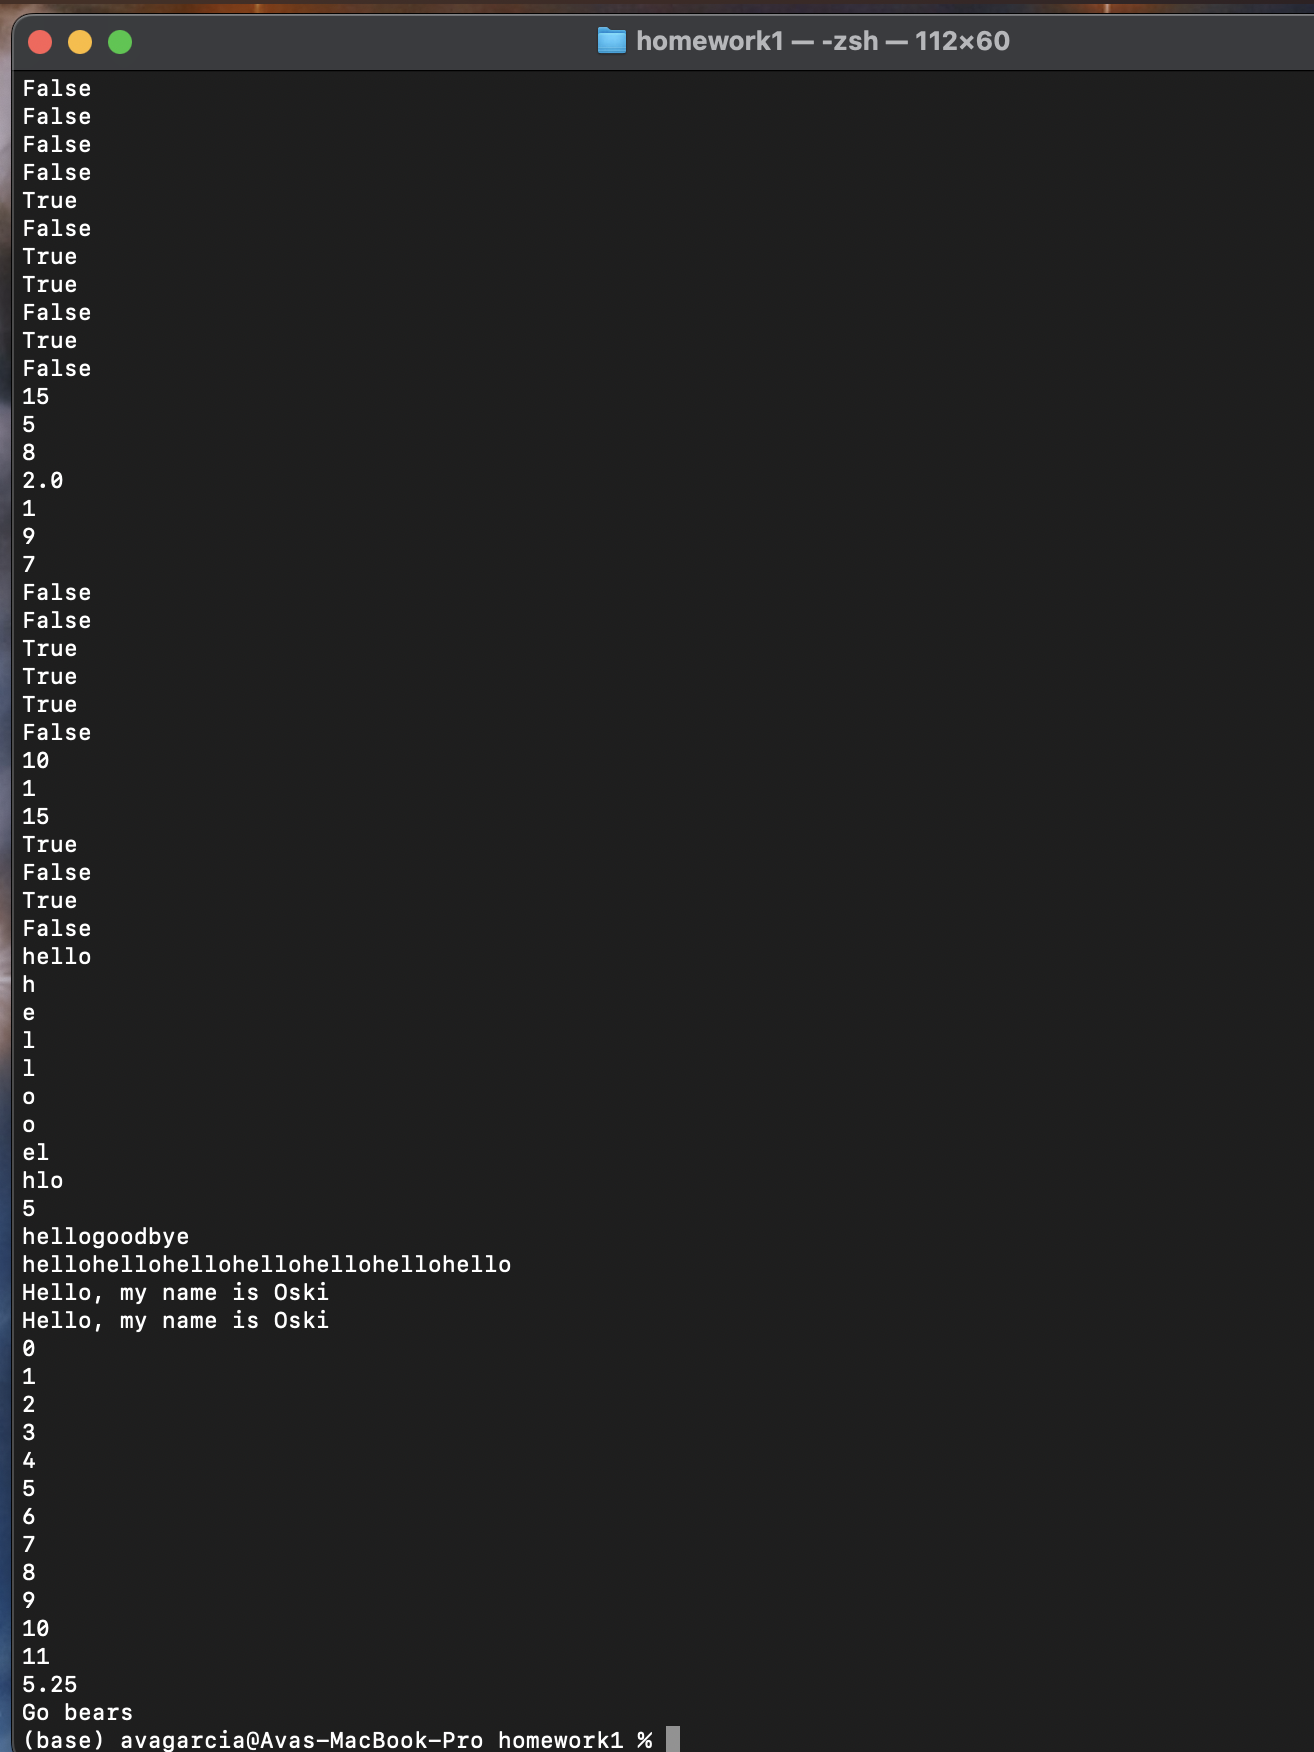 homework1 — -zsh — 112×60
False
False
False
False
True
False
True
True
False
True
False
15
5
8
2.0
1
9
7
False
False
True
True
True
False
10
1
15
True
False
True
False
hello
h
e
l
l
o
o
el
hlo
5
hellogoodbye
hellohellohellohellohellohellohello
Hello, my name is Oski
Hello, my name is Oski
0
1
2
3
4
5
6
7
8
9
10
11
5.25
Go bears
(base) avagarcia@Avas-MacBook-Pro homework1 %